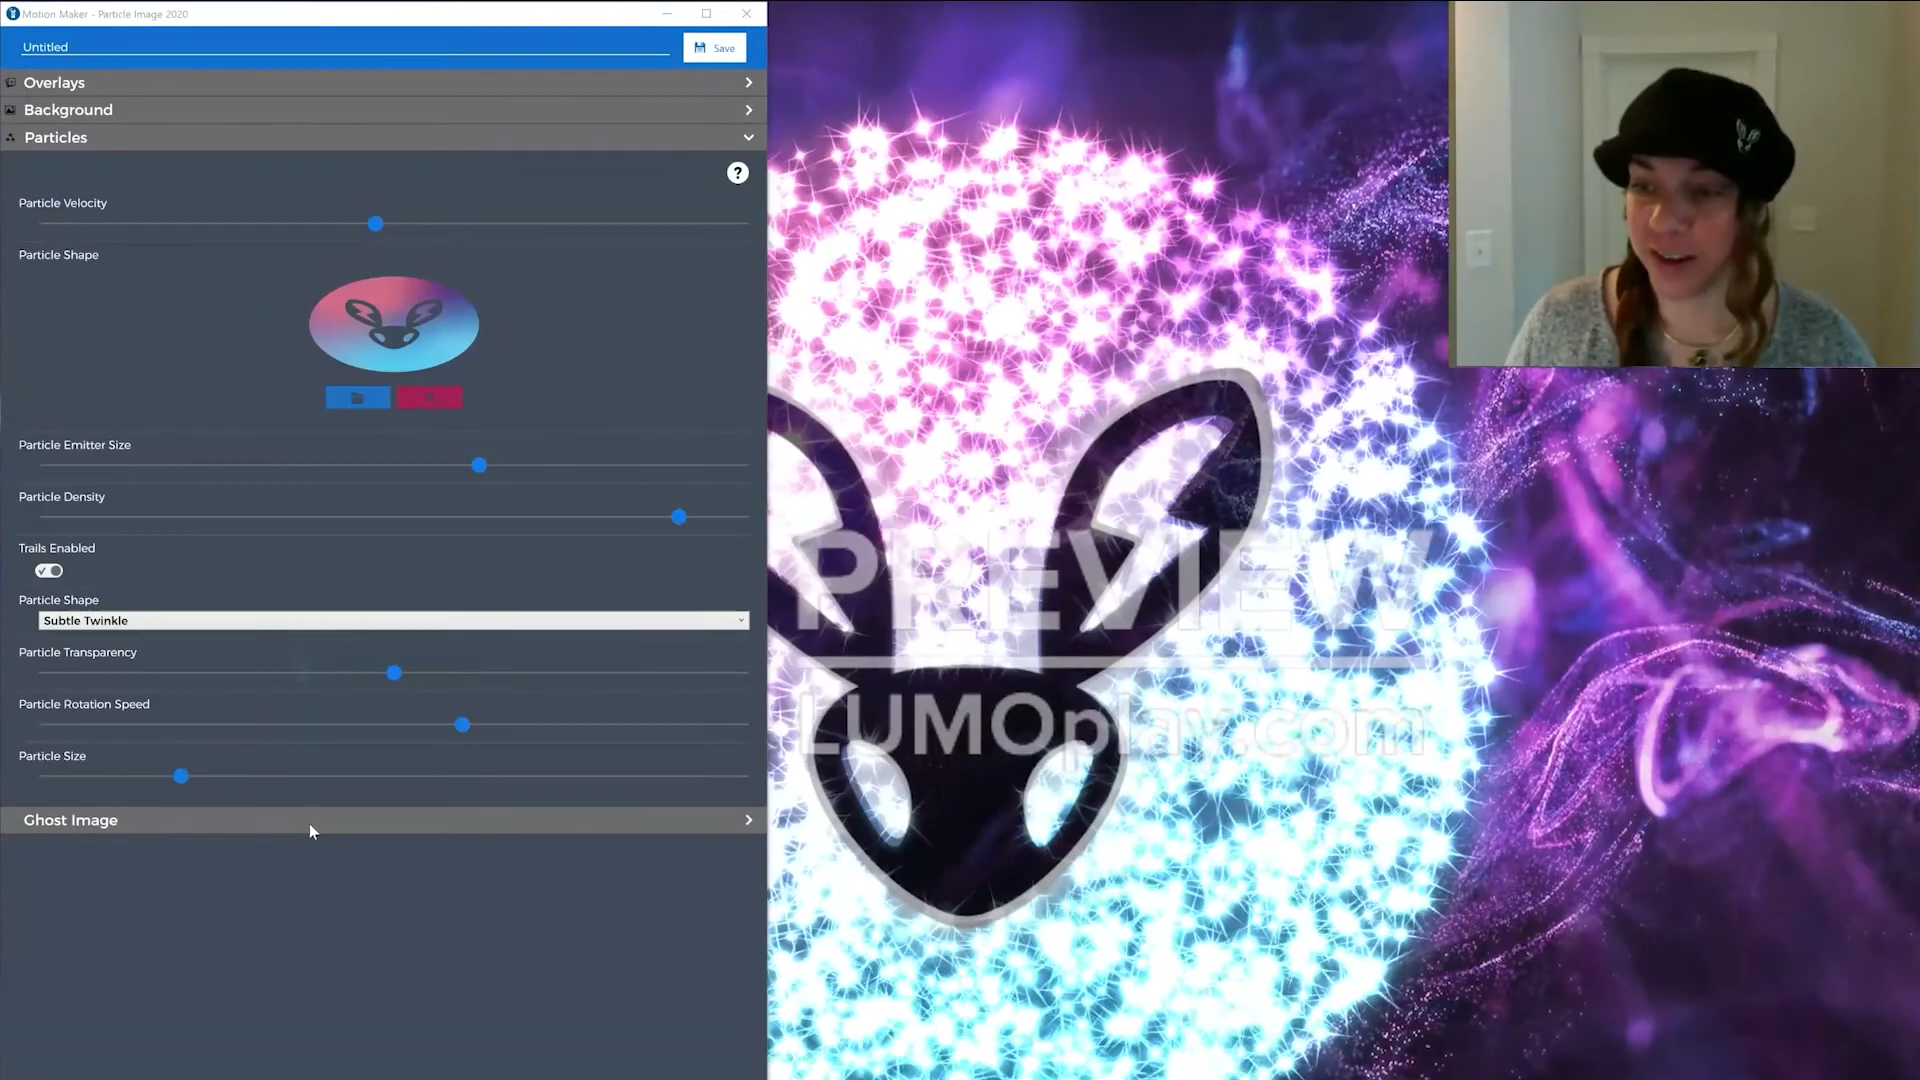 Motion Maker - Particle Image 2020
Untitled
Save
Overlays
Background
Particles
?
Particle Velocity
Particle Shape
Particle Emitter Size
Particle Density
Trails Enabled
Particle Shape
Subtle Twinkle
Particle Transparency
Particle Rotation Speed
Particle Size
Ghost Image
PREVIEW
LUMOplay.com